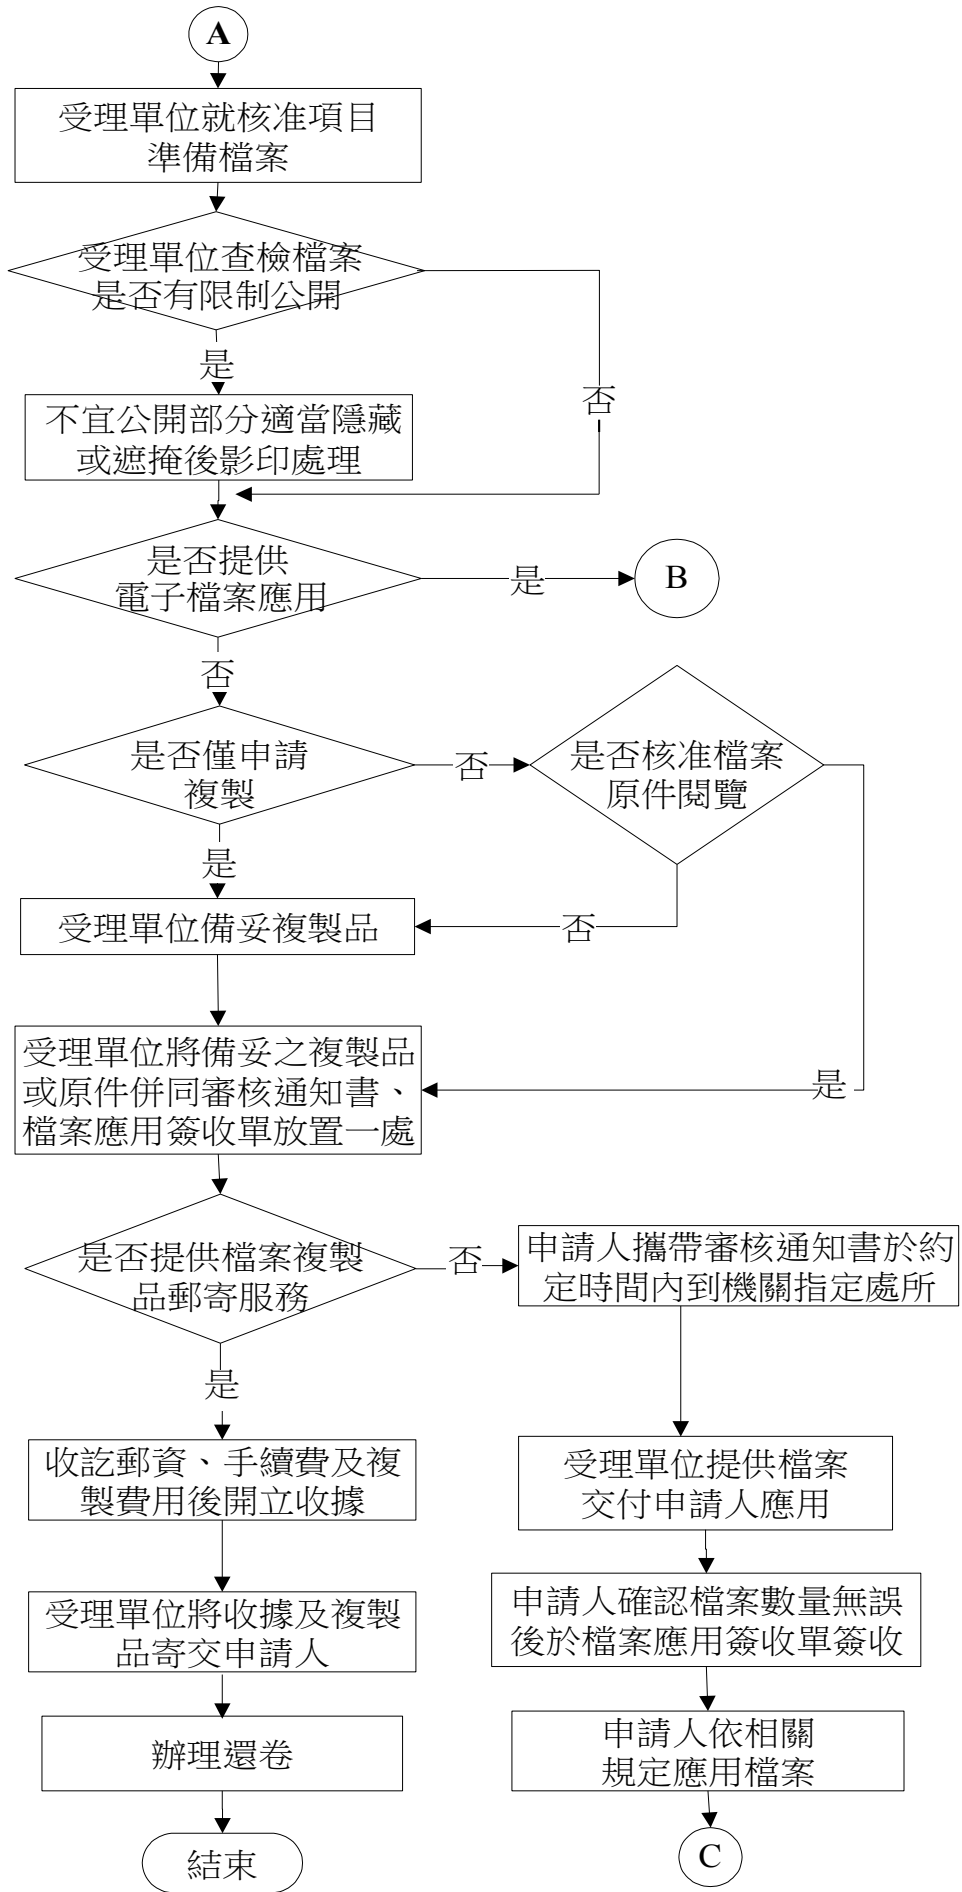 A
受理單位就核准項目
準備檔案
受理單位查檢檔案
是否有限制公開
是
否
不宜公開部分適當隱藏
或遮掩後影印處理
是否提供
電子檔案應用
是
B
否
是否僅申請
複製
否
是否核准檔案
原件閱覽
是
受理單位備妥複製品
否
受理單位將備妥之複製品
或原件併同審核通知書、
檔案應用簽收單放置一處
是
是否提供檔案複製
品郵寄服務
否
申請人攜帶審核通知書於約
定時間內到機關指定處所
是
收訖郵資、手續費及複
製費用後開立收據
受理單位提供檔案
交付申請人應用
受理單位將收據及複製
品寄交申請人
申請人確認檔案數量無誤
後於檔案應用簽收單簽收
辦理還卷
申請人依相關
規定應用檔案
結束
C